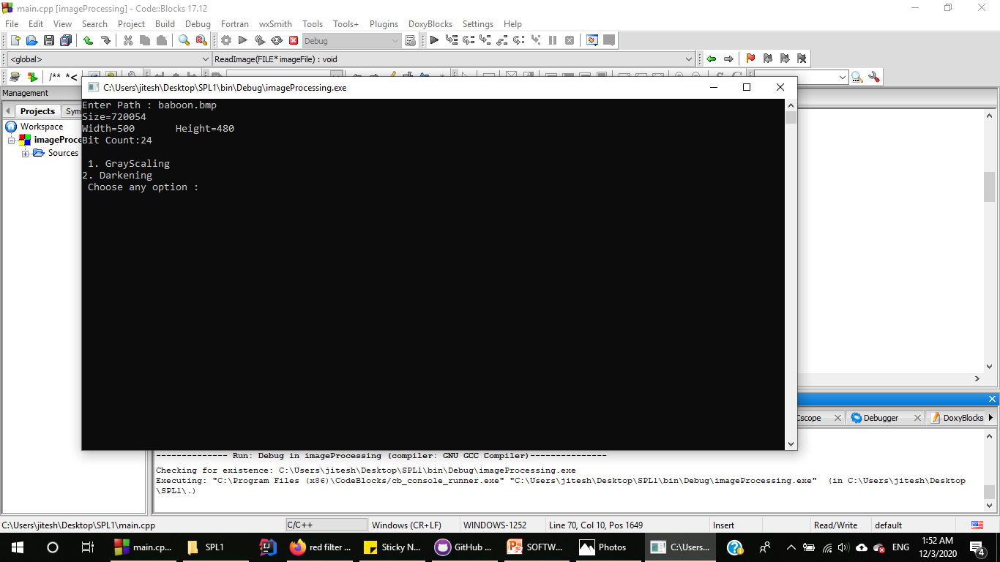 main.cpp [imageProcessing] - Code::Blocks 17.12
File Edit View Search Project Build Debug Fortran wxSmith Tools Tools+ Plugins DoxyBlocks Settings Help
Debug
<global> ReadImage(FILE* imageFile) : void
/** *<
Management
Projects Sym
Workspace
imageProce
Sources
C:\Users\jitesh\Desktop\SPL1\bin\Debug\imageProcessing.exe
Enter Path : baboon.bmp
Size=720054
Width=500 Height=480
Bit Count:24
1. GrayScaling
2. Darkening
Choose any option :
Cscope Debugger DoxyBlocks
-------------- Run: Debug in imageProcessing (compiler: GNU GCC Compiler)---------------
Checking for existence: C:\Users\jitesh\Desktop\SPL1\bin\Debug\imageProcessing.exe
Executing: "C:\Program Files (x86)\CodeBlocks/cb_console_runner.exe" "C:\Users\jitesh\Desktop\SPL1\bin\Debug\imageProcessing.exe" (in C:\Users\jitesh\Desktop
\SPL1\.)
C:\Users\jitesh\Desktop\SPL1\main.cpp C/C++ Windows (CR+LF) WINDOWS-1252 Line 70, Col 10, Pos 1649 Insert Read/Write default
main.cp... SPL1 red filter ... Sticky N... GitHub ... SOFTW... Photos C:\Users... ENG 1:52 AM
12/3/2020
4